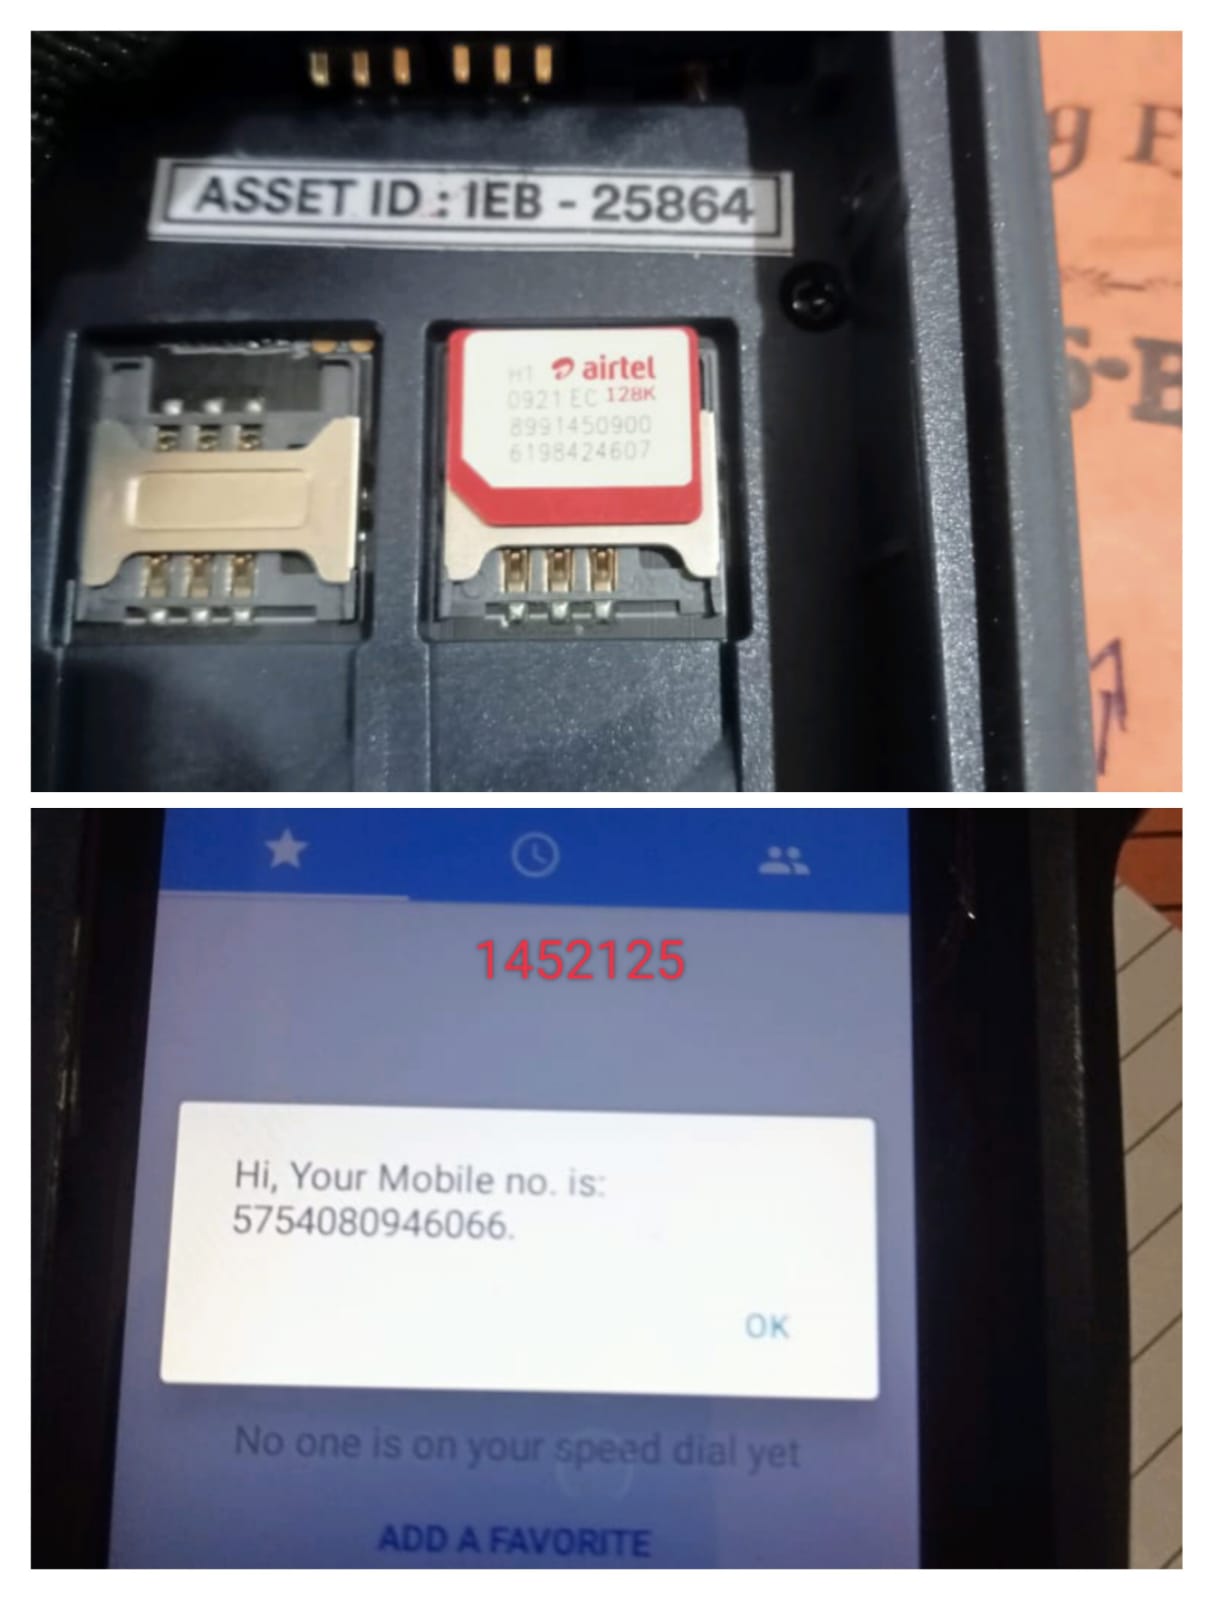 ASSET ID : IEB - 25864
H1 airtel
0921 EC 128K
8991450900
6198424607
1452125
Hi, Your Mobile no. is:
5754080946066.
OK
No one is on your speed dial yet
ADD A FAVORITE